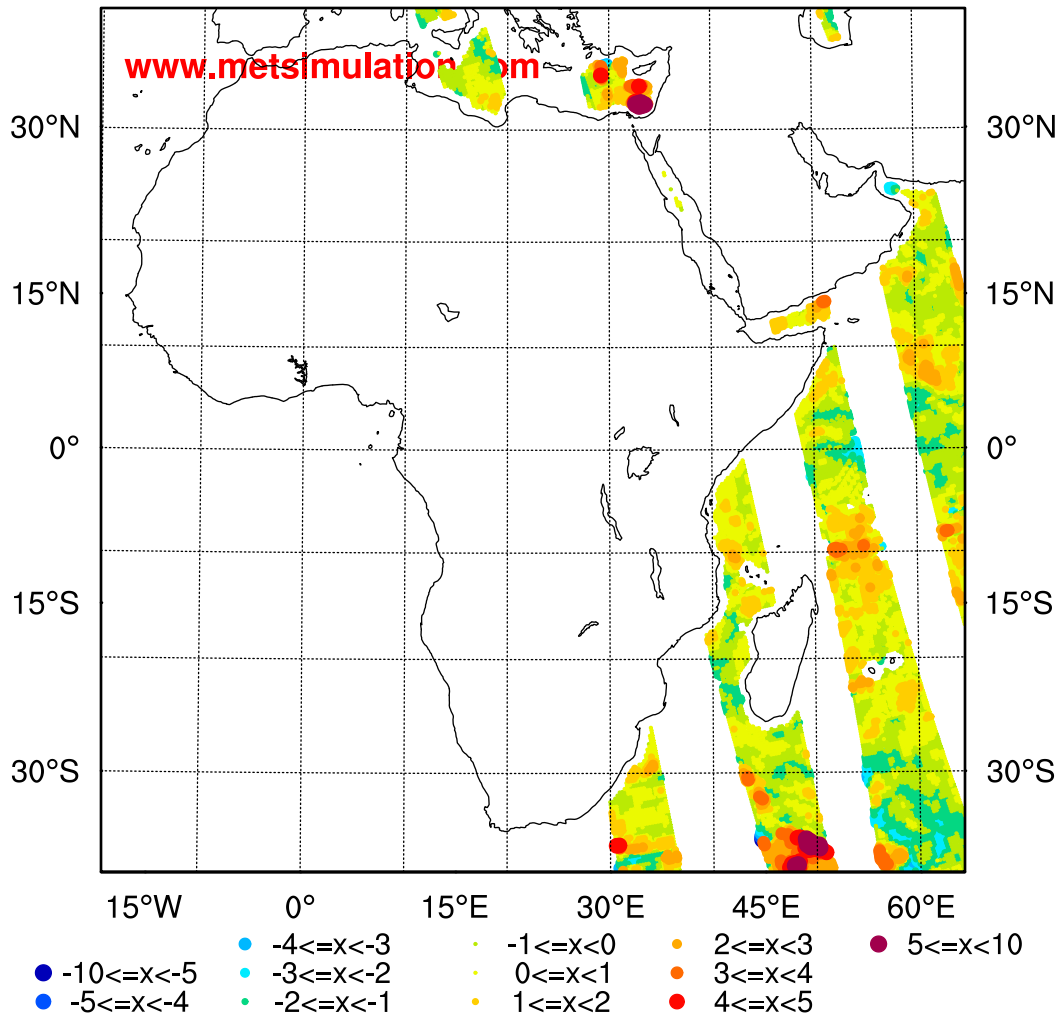 www.metsimulation.com
30°N 30°N
15°N 15°N
0° 0°
15°S 15°S
30°S 30°S
15°W 0° 15°E 30°E 45°E 60°E
-4<=x<-3 -1<=x<0 2<=x<3 5<=x<10
-10<=x<-5 -3<=x<-2 0<=x<1 3<=x<4
-5<=x<-4 -2<=x<-1 1<=x<2 4<=x<5